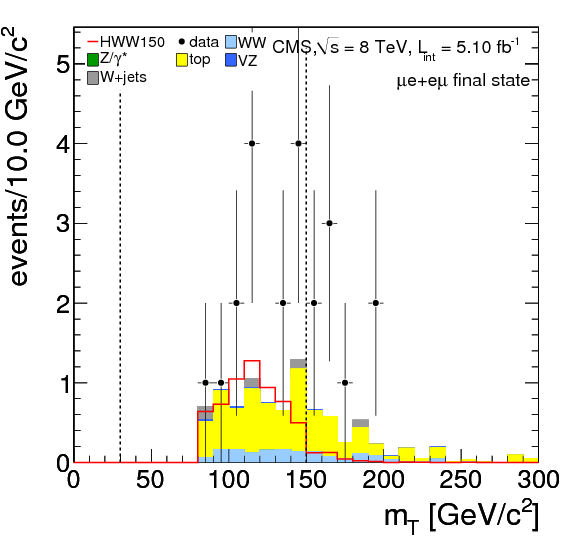 HWW150 data WW CMS,√s = 8 TeV, L_int = 5.10 fb⁻¹
Z/γ* top VZ
W+jets μe+eμ final state
events/10.0 GeV/c²
5
4
3
2
1
0
0 50 100 150 200 250 300
m_T [GeV/c²]